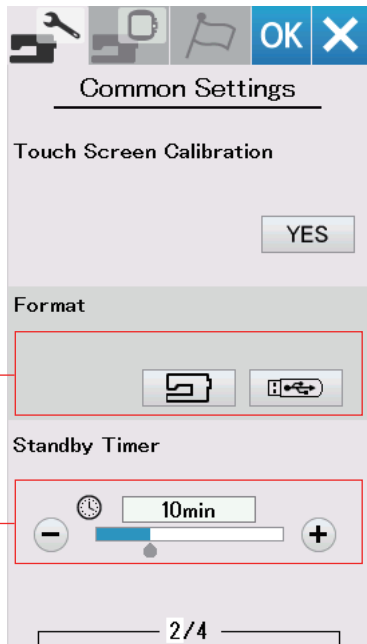 OK
Common Settings
Touch Screen Calibration
YES
Format
Standby Timer
10min
2/4